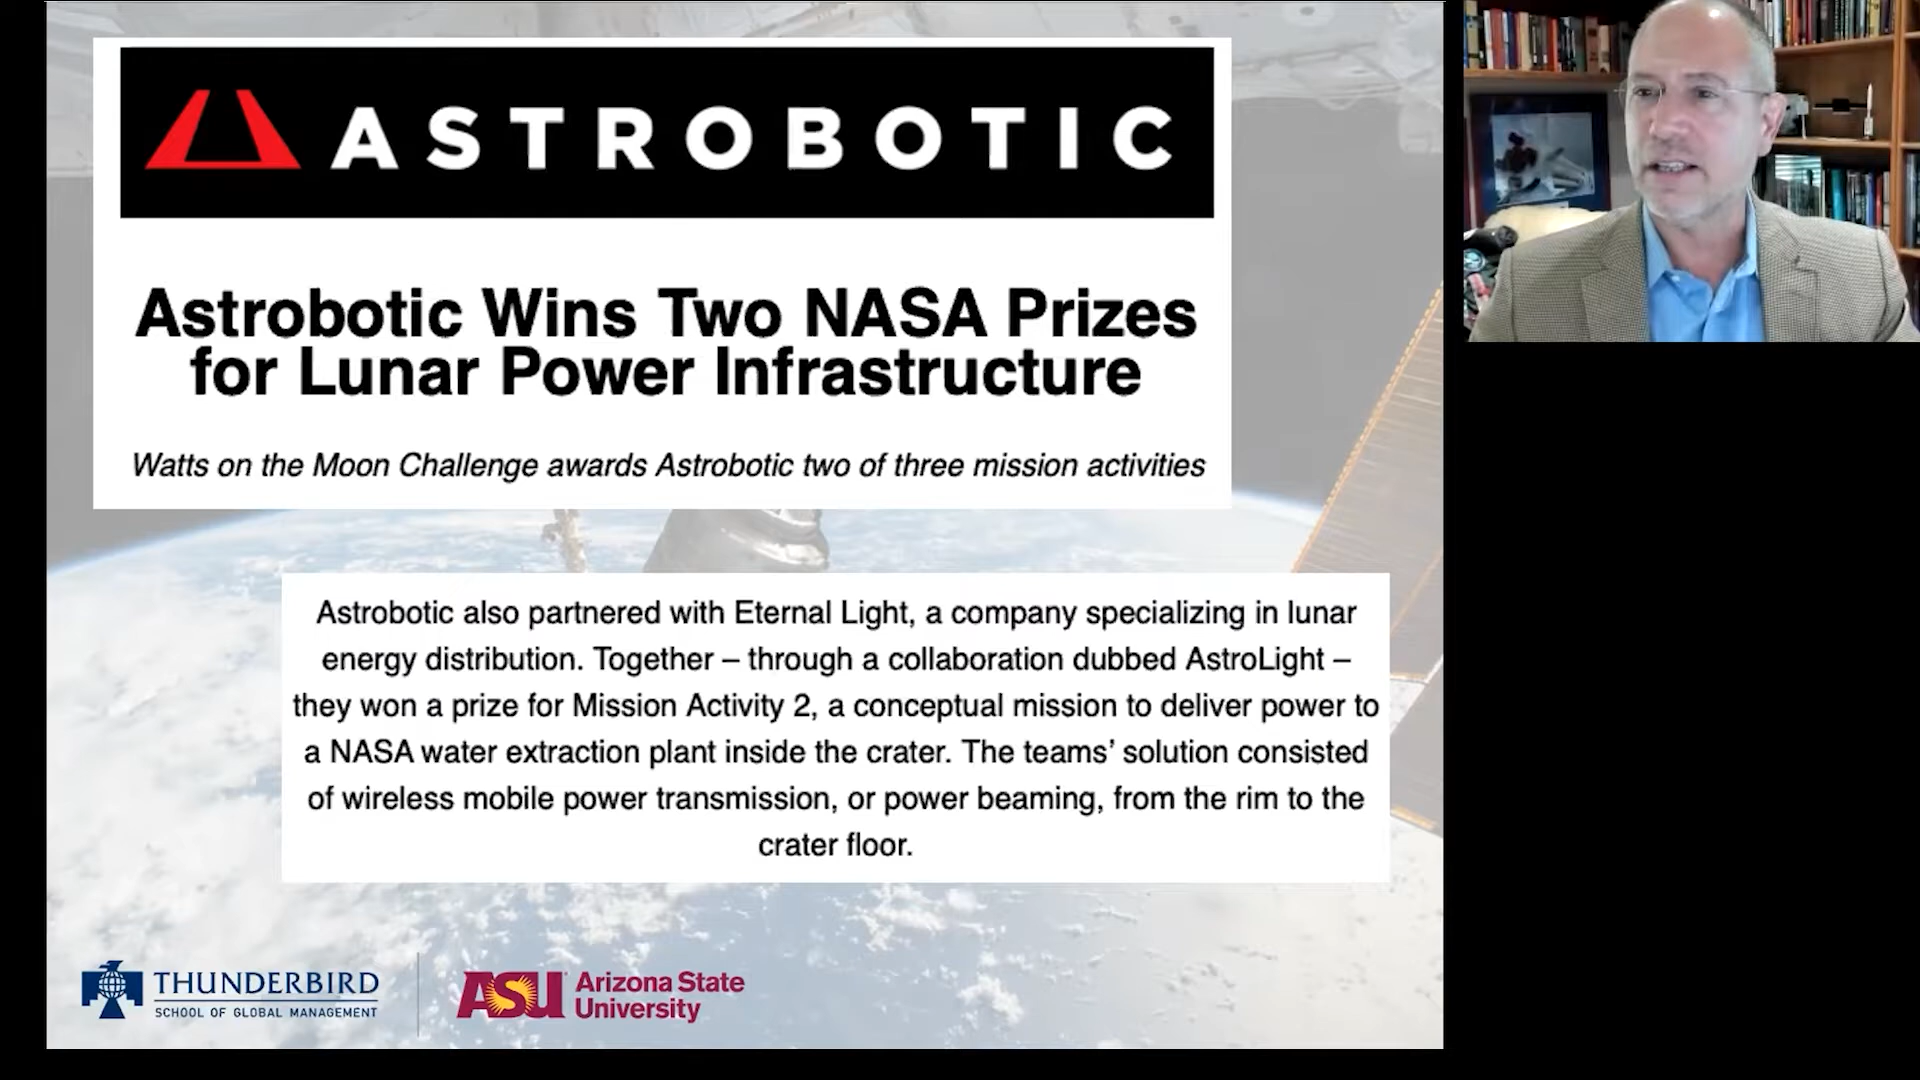 ASTROBOTIC
Astrobotic Wins Two NASA Prizes
for Lunar Power Infrastructure
Watts on the Moon Challenge awards Astrobotic two of three mission activities
Astrobotic also partnered with Eternal Light, a company specializing in lunar
energy distribution. Together – through a collaboration dubbed AstroLight –
they won a prize for Mission Activity 2, a conceptual mission to deliver power to
a NASA water extraction plant inside the crater. The teams’ solution consisted
of wireless mobile power transmission, or power beaming, from the rim to the
crater floor.
THUNDERBIRD
SCHOOL OF GLOBAL MANAGEMENT
ASU Arizona State
University